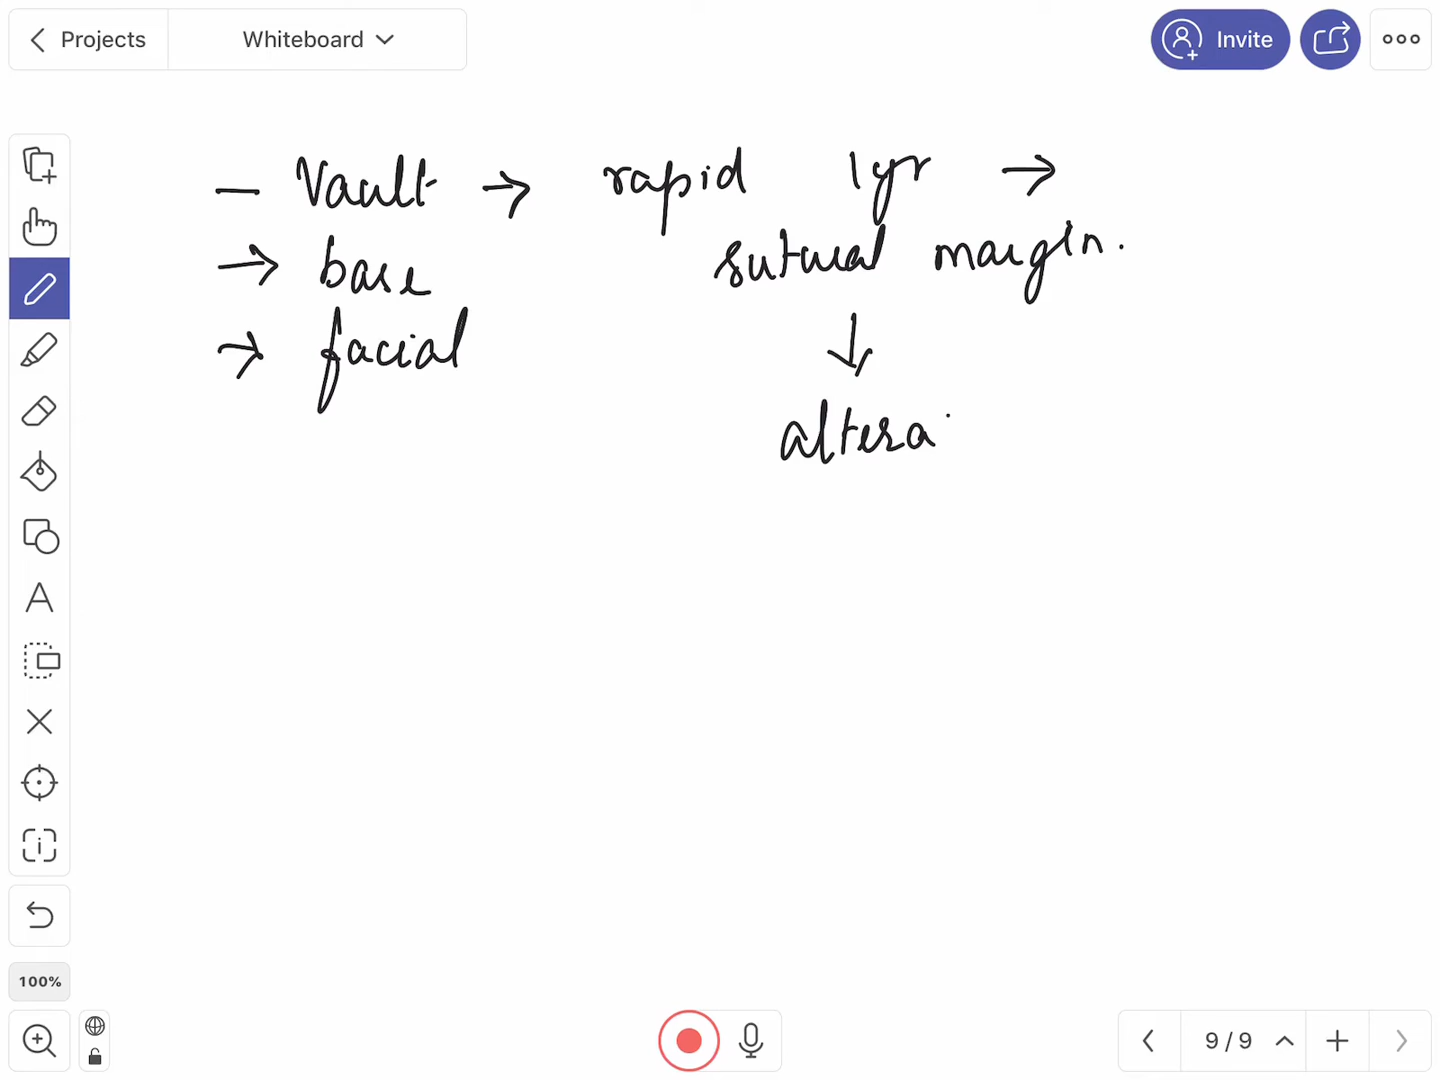 Projects
Whiteboard
Invite
— Vault → rapid 1yr →
sutural margin.
→ base
→ facial
↓
altera
100%
9 / 9